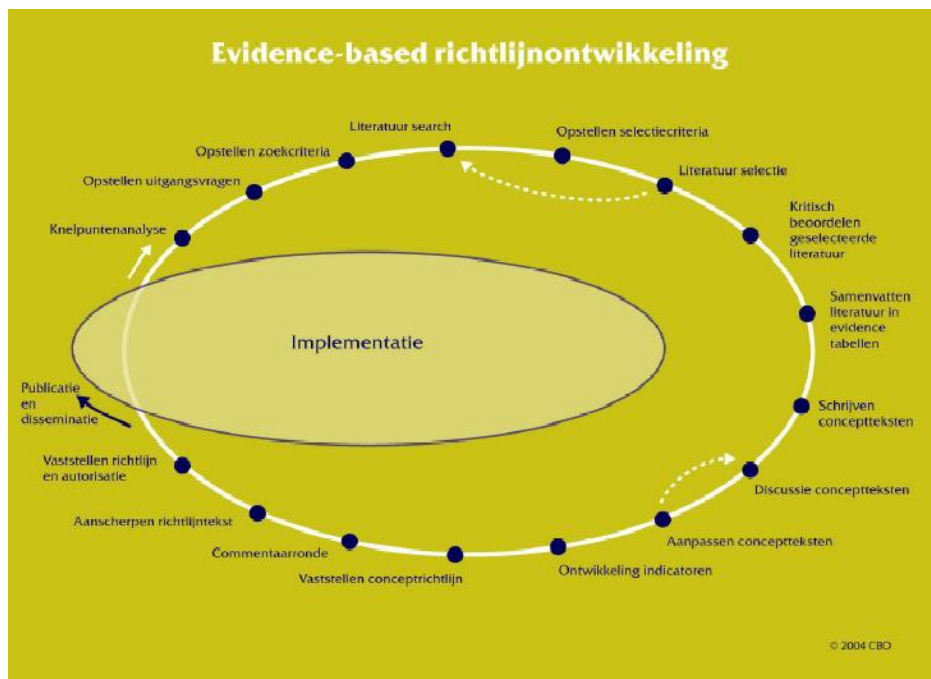 Evidence-based richtlijnontwikkeling
Literatuur search
Opstellen selectiecriteria
Opstellen zoekcriteria
Literatuur selectie
Opstellen uitgangsvragen
Kritisch
beoordelen
geselecteerde
literatuur
Knelpuntenanalyse
Samenvatten
literatuur in
evidence
tabellen
Implementatie
Publicatie
en
disseminatie
Schrijven
conceptteksten
Vaststellen richtlijn
en autorisatie
Discussie conceptteksten
Aanscherpen richtlijntekst
Aanpassen conceptteksten
Commentaarronde
Ontwikkeling indicatoren
Vaststellen conceptrichtlijn
© 2004 CBO